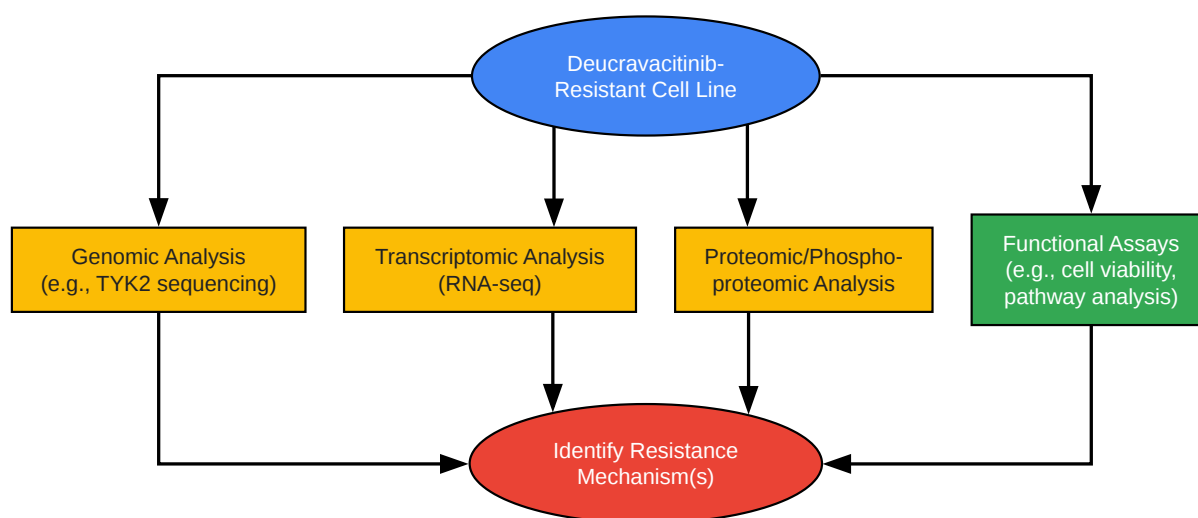 Deucravacitinib-
Resistant Cell Line
Genomic Analysis
(e.g., TYK2 sequencing)
Transcriptomic Analysis
(RNA-seq)
Proteomic/Phospho-
proteomic Analysis
Functional Assays
(e.g., cell viability,
pathway analysis)
Identify Resistance
Mechanism(s)